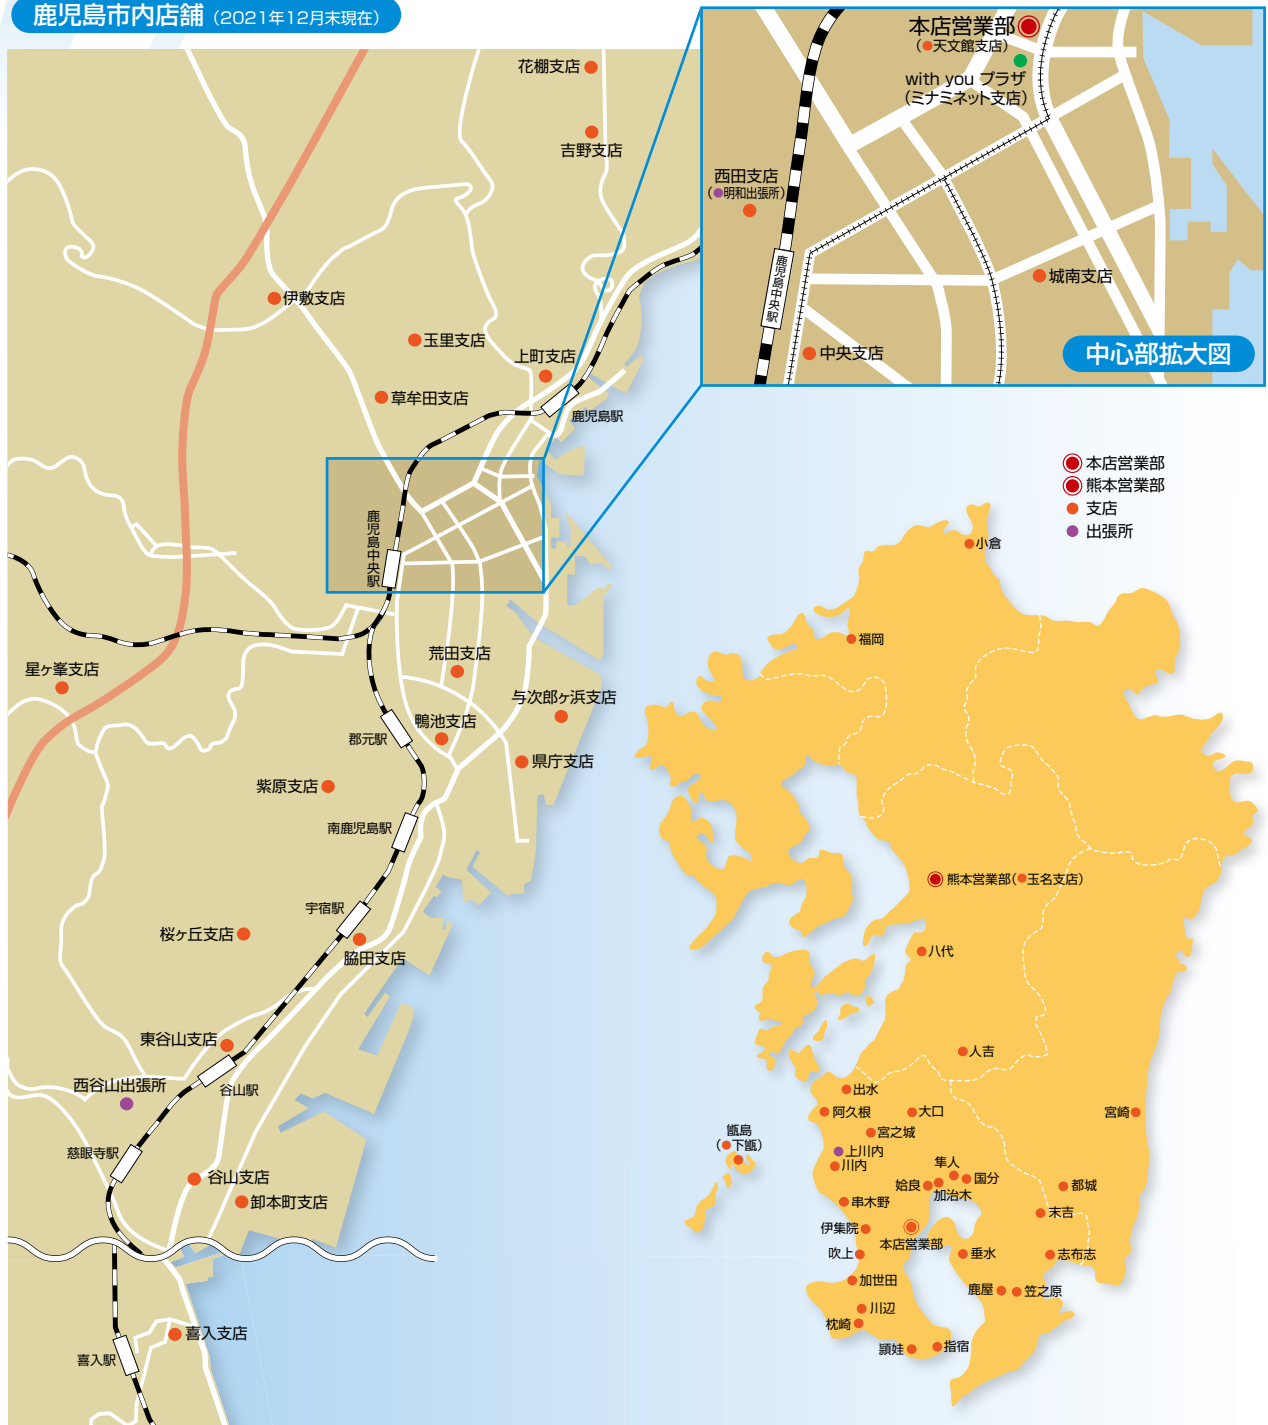 鹿児島市内店舗（2021年12月末現在）
花棚支店
吉野支店
伊敷支店
玉里支店
上町支店
草牟田支店
鹿児島駅
鹿児島中央駅
荒田支店
星ヶ峯支店
与次郎ヶ浜支店
鴨池支店
郡元駅
県庁支店
紫原支店
南鹿児島駅
宇宿駅
桜ヶ丘支店
脇田支店
東谷山支店
西谷山出張所
谷山駅
慈眼寺駅
谷山支店
卸本町支店
喜入支店
喜入駅
本店営業部
（●天文館支店）
with you プラザ
（ミナミネット支店）
西田支店
（●明和出張所）
鹿児島中央駅
城南支店
中央支店
中心部拡大図
本店営業部
熊本営業部
支店
出張所
小倉
福岡
熊本営業部（●玉名支店）
八代
人吉
出水
阿久根
大口
宮崎
宮之城
甑島
（●下甑）
上川内
川内
隼人
国分
姶良
加治木
都城
串木野
末吉
伊集院
本店営業部
吹上
垂水
志布志
加世田
鹿屋
笠之原
川辺
枕崎
頴娃
指宿